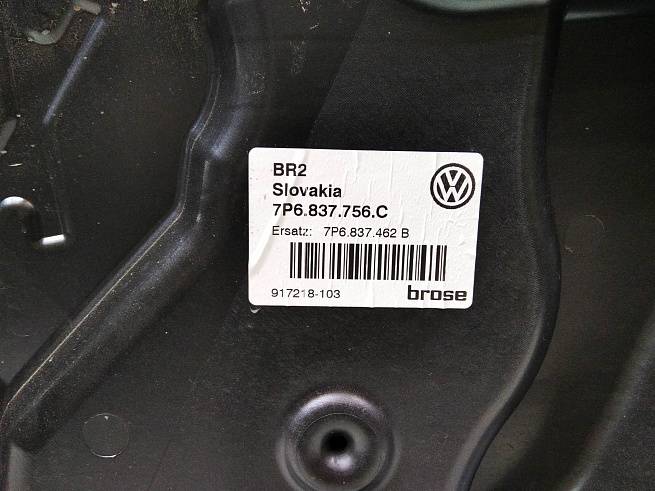 BR2
Slovakia
7P6.837.756.C
Ersatz: 7P6.837.462 B
917218-103
brose